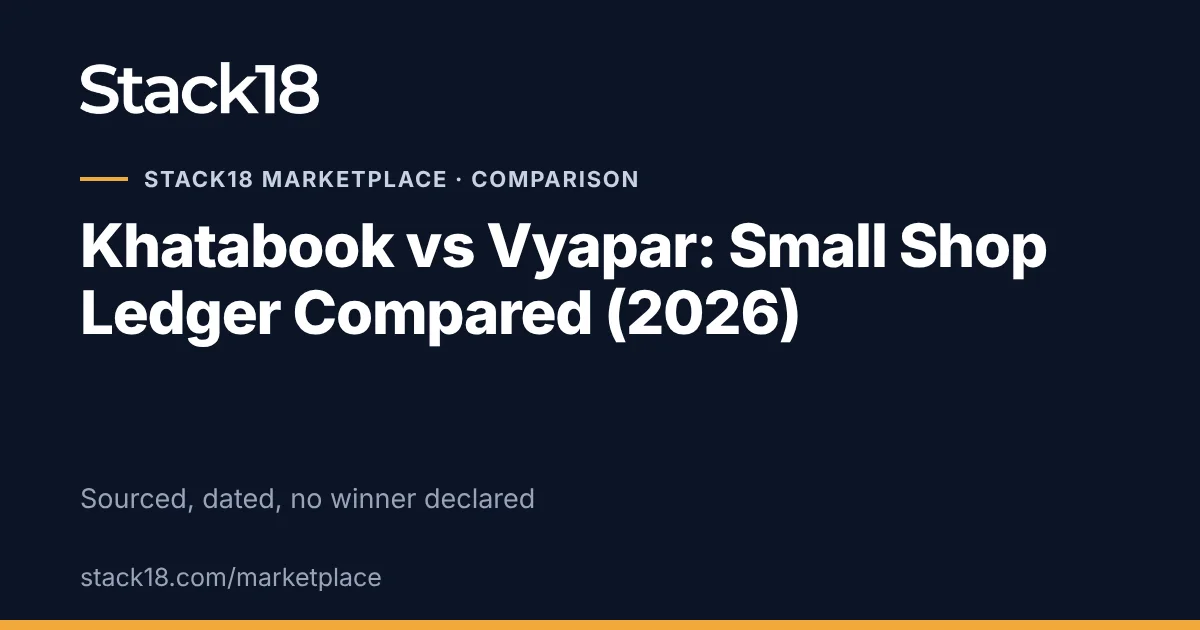 Stack18
STACK18 MARKETPLACE · COMPARISON
Khatabook vs Vyapar: Small Shop
Ledger Compared (2026)
Sourced, dated, no winner declared
stack18.com/marketplace